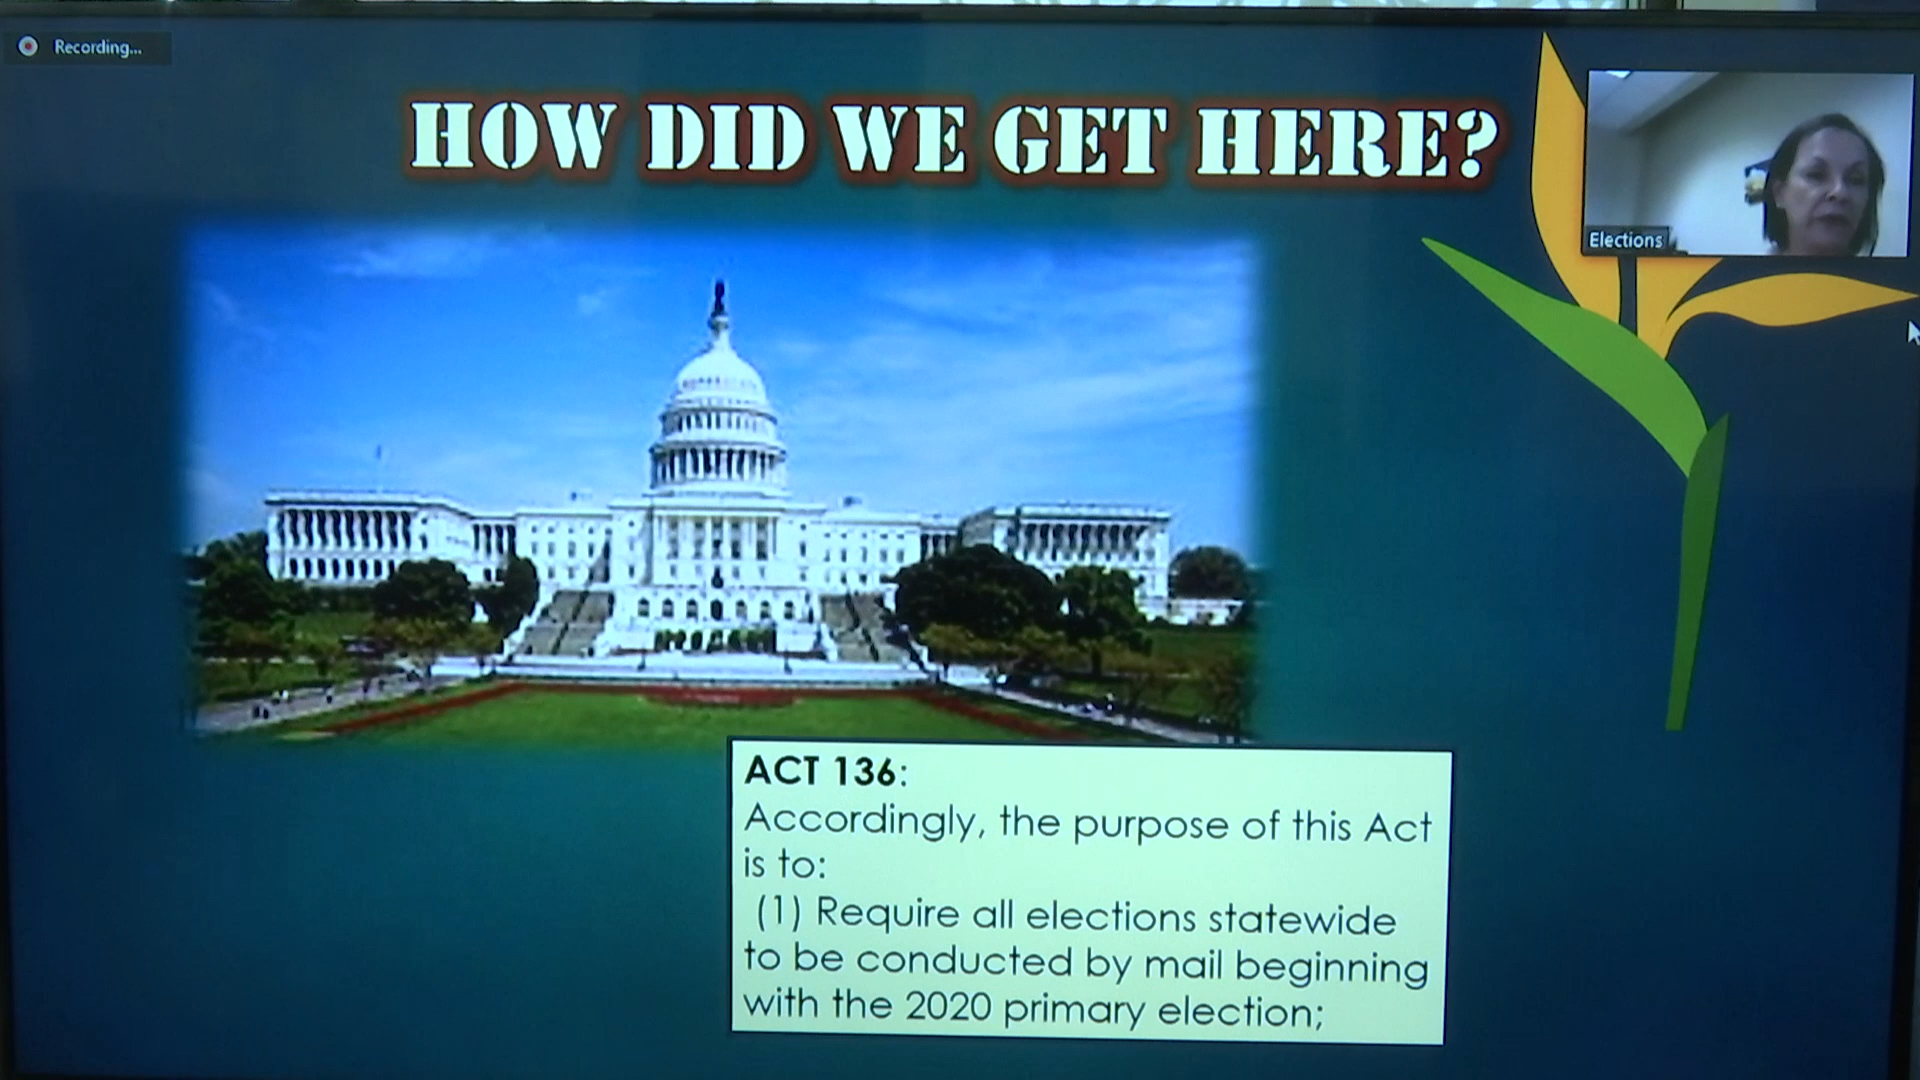 Recording...
HOW DID WE GET HERE?
Elections
ACT 136:
Accordingly, the purpose of this Act
is to:
(1) Require all elections statewide
to be conducted by mail beginning
with the 2020 primary election;